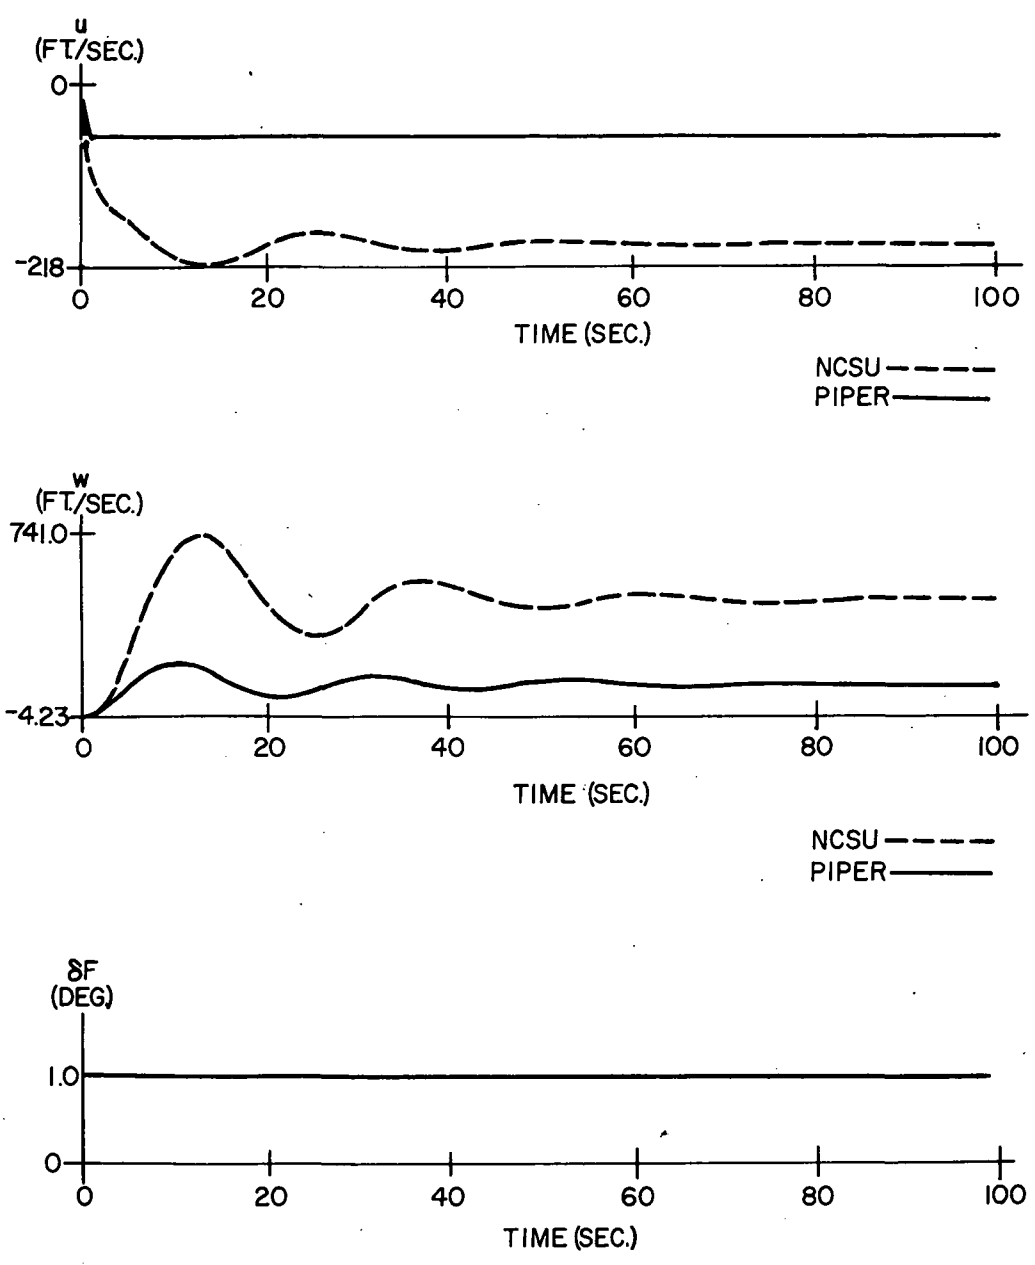 u
(FT./SEC.)
0
-218
0 20 40 60 80 100
TIME (SEC.)
NCSU
PIPER
w
(FT./SEC.)
741.0
-4.23
0 20 40 60 80 100
TIME (SEC.)
NCSU
PIPER
δF
(DEG.)
1.0
0
0 20 40 60 80 100
TIME (SEC.)